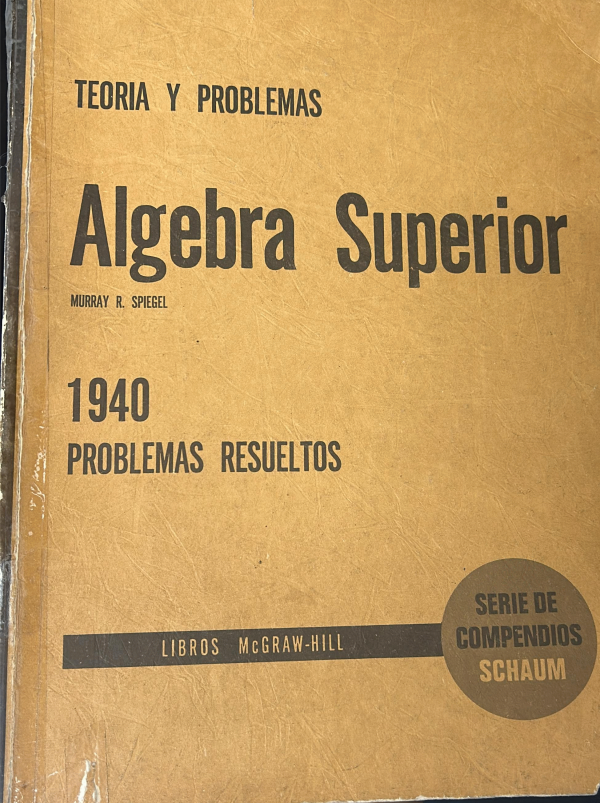 TEORIA Y PROBLEMAS
Algebra Superior
MURRAY R. SPIEGEL
1940
PROBLEMAS RESUELTOS
LIBROS McGRAW-HILL
SERIE DE
COMPENDIOS
SCHAUM